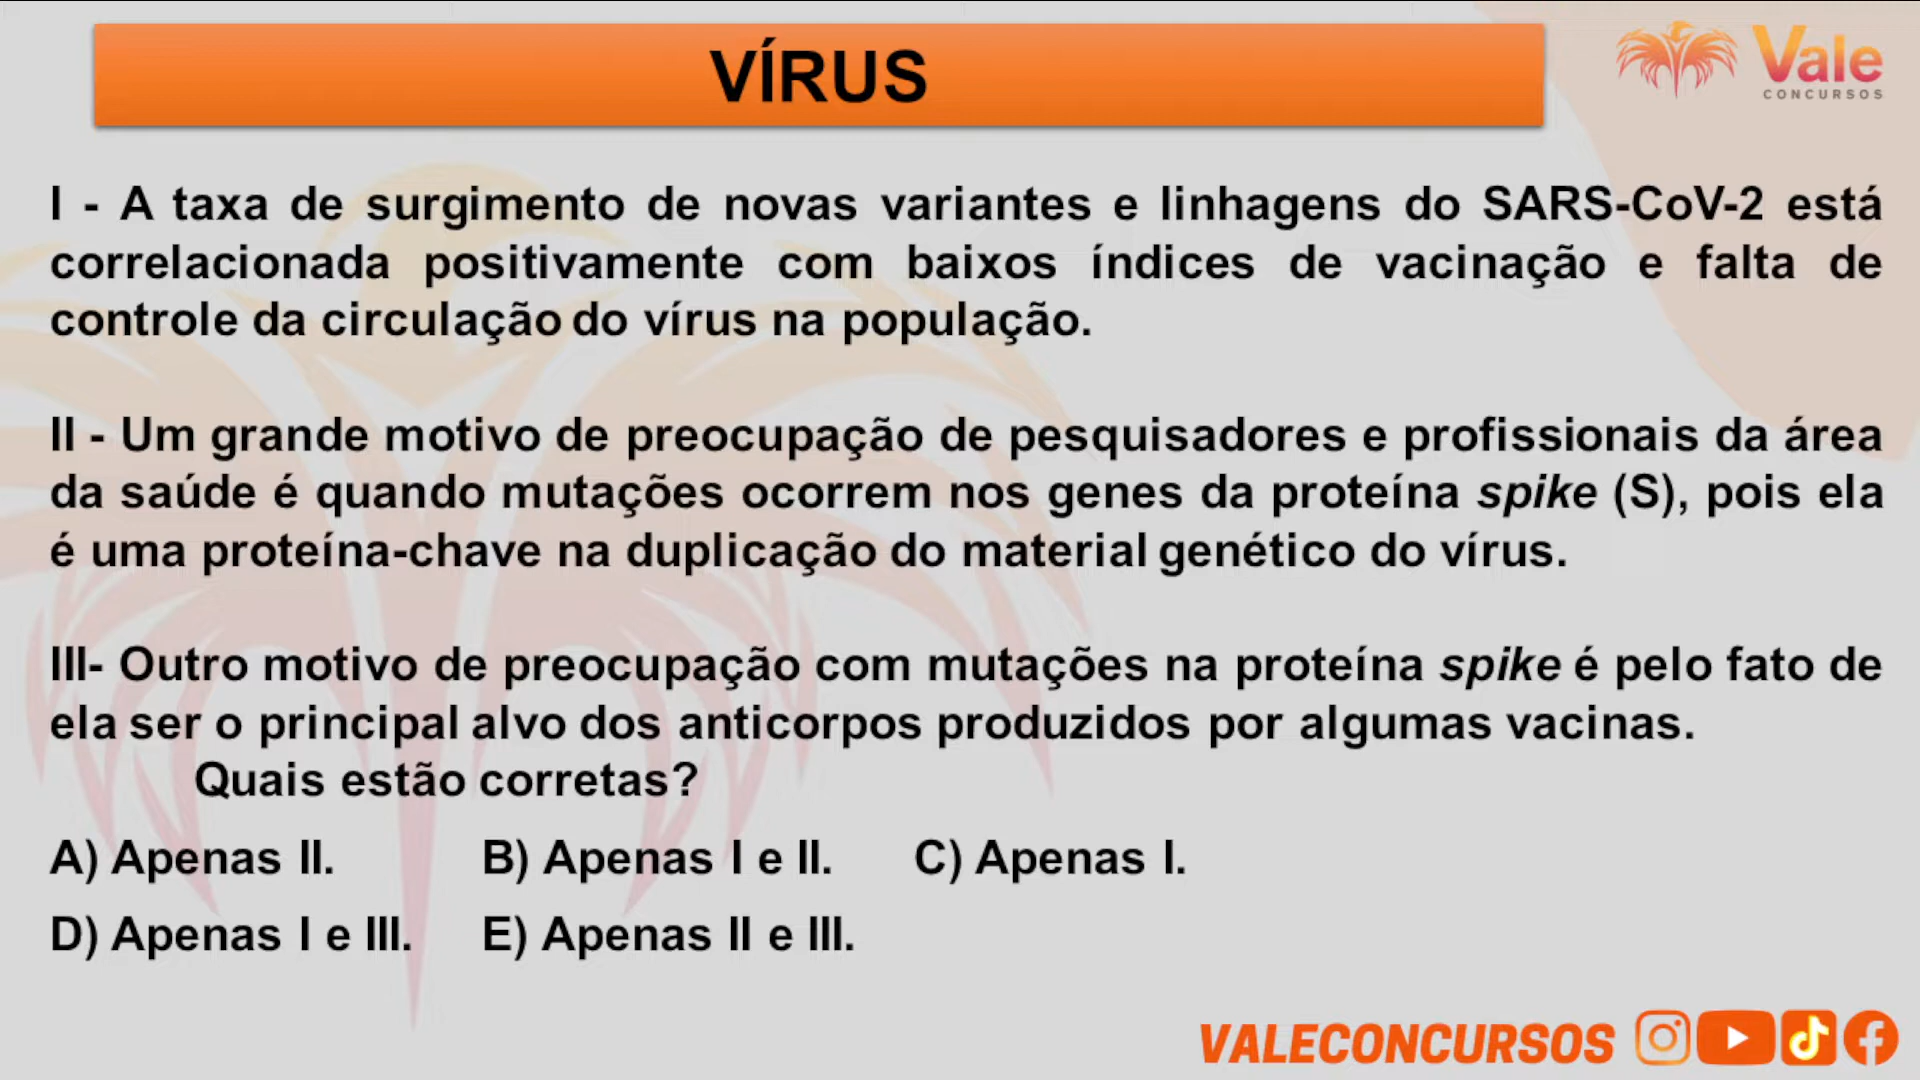 VÍRUS
Vale
CONCURSOS
I - A taxa de surgimento de novas variantes e linhagens do SARS-CoV-2 está
correlacionada positivamente com baixos índices de vacinação e falta de
controle da circulação do vírus na população.
II - Um grande motivo de preocupação de pesquisadores e profissionais da área
da saúde é quando mutações ocorrem nos genes da proteína spike (S), pois ela
é uma proteína-chave na duplicação do material genético do vírus.
III- Outro motivo de preocupação com mutações na proteína spike é pelo fato de
ela ser o principal alvo dos anticorpos produzidos por algumas vacinas.
Quais estão corretas?
A) Apenas II. B) Apenas I e II. C) Apenas I.
D) Apenas I e III. E) Apenas II e III.
VALECONCURSOS